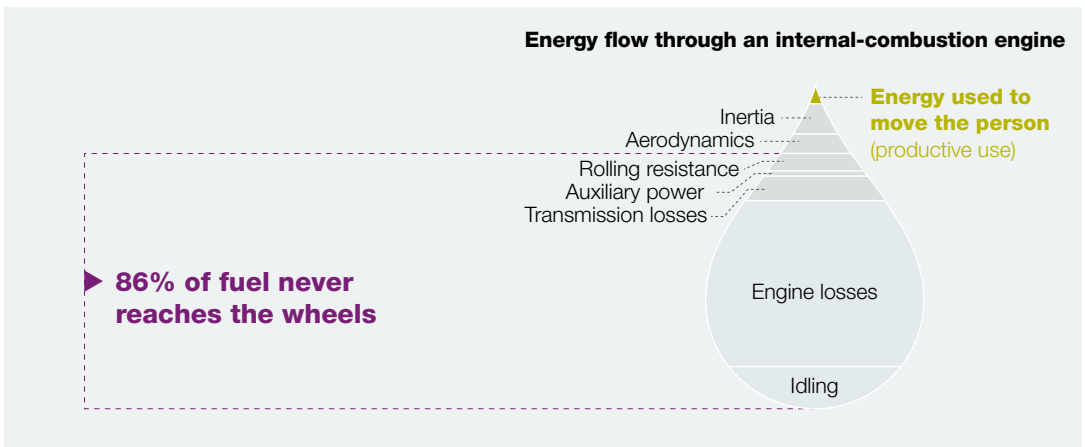 Energy flow through an internal-combustion engine
Energy used to
move the person
(productive use)
Inertia
Aerodynamics
Rolling resistance
Auxiliary power
Transmission losses
86% of fuel never
reaches the wheels
Engine losses
Idling